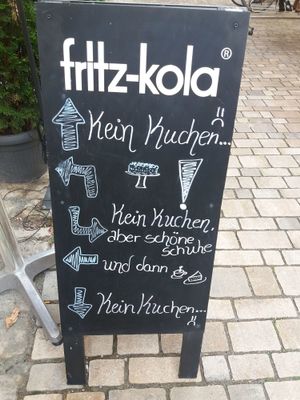 fritz-kola®
Kein Kuchen...
!
Kein Kuchen,
aber schöne
schuhe
und dann
Kein Kuchen...